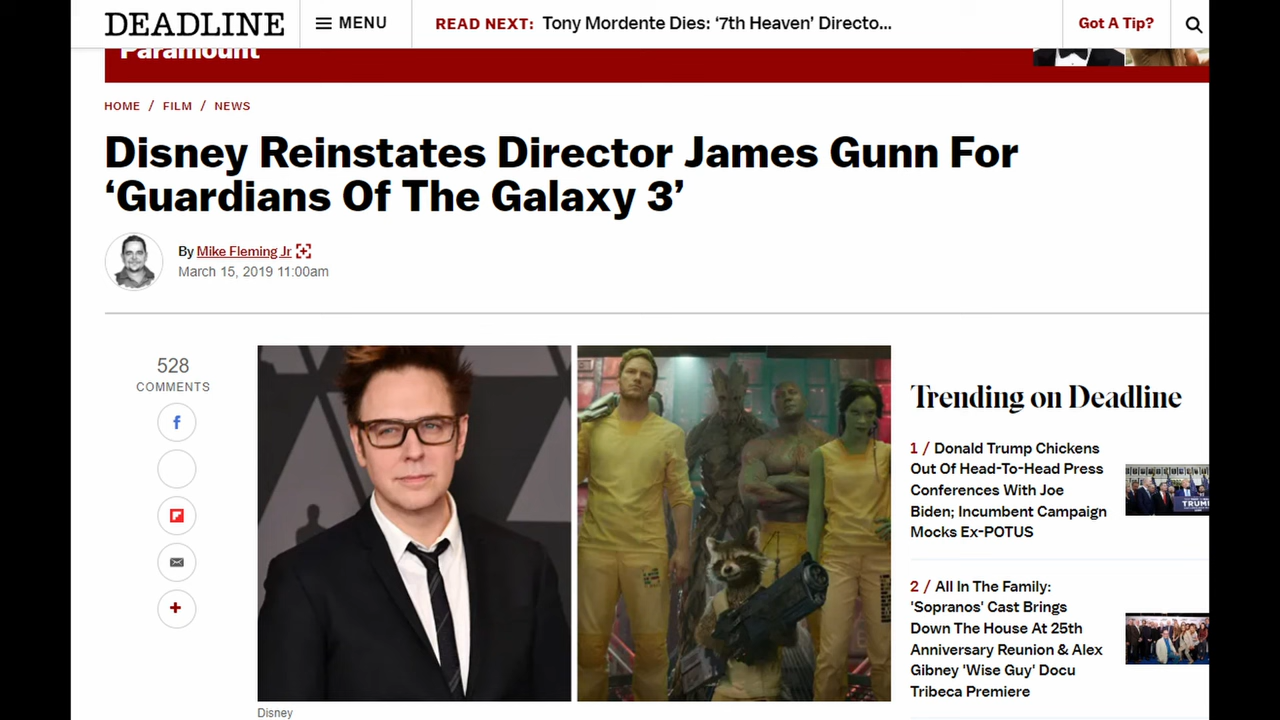 DEADLINE
MENU
READ NEXT: Tony Mordente Dies: ‘7th Heaven’ Directo...
Got A Tip?
Paramount
HOME / FILM / NEWS
Disney Reinstates Director James Gunn For
‘Guardians Of The Galaxy 3’
By Mike Fleming Jr
March 15, 2019 11:00am
528
COMMENTS
Disney
Trending on Deadline
1 / Donald Trump Chickens
Out Of Head-To-Head Press
Conferences With Joe
Biden; Incumbent Campaign
Mocks Ex-POTUS
TRUM
2 / All In The Family:
'Sopranos' Cast Brings
Down The House At 25th
Anniversary Reunion & Alex
Gibney 'Wise Guy' Docu
Tribeca Premiere